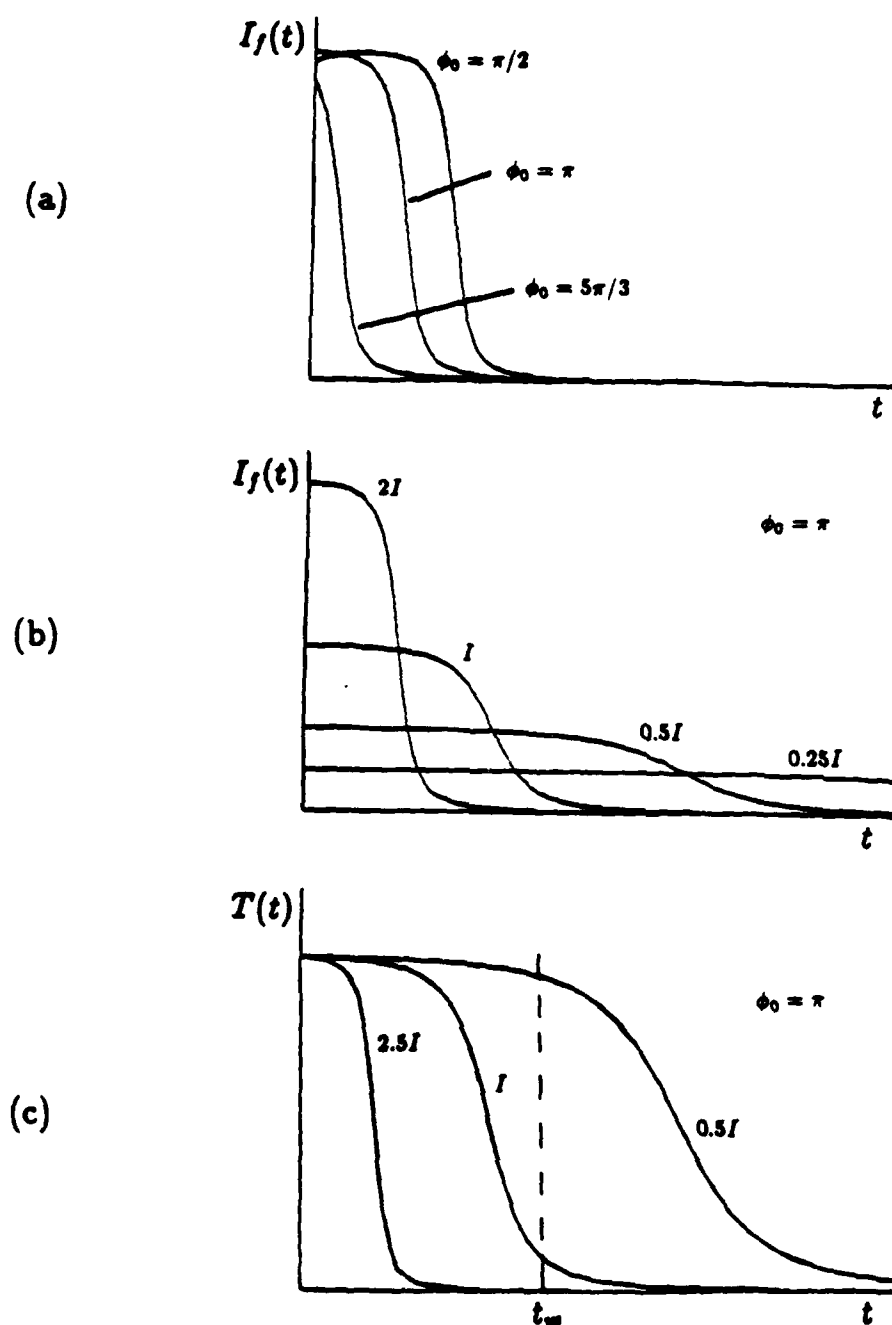 (a)
I_f(t)
φ₀ = π/2
φ₀ = π
φ₀ = 5π/3
t
(b)
I_f(t)
2I
φ₀ = π
I
0.5I
0.25I
t
(c)
T(t)
φ₀ = π
2.5I
I
0.5I
t_w
t